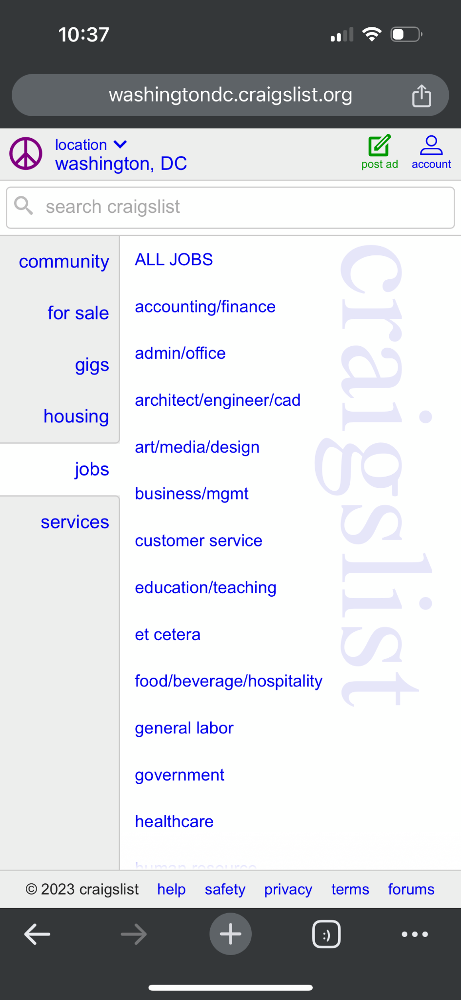 10:37
washingtondc.craigslist.org
location
washington, DC
post ad
account
search craigslist
community
for sale
gigs
housing
jobs
services
ALL JOBS
accounting/finance
admin/office
architect/engineer/cad
art/media/design
business/mgmt
customer service
education/teaching
et cetera
food/beverage/hospitality
general labor
government
healthcare
human resource
craigslist
© 2023 craigslist help safety privacy terms forums
:)